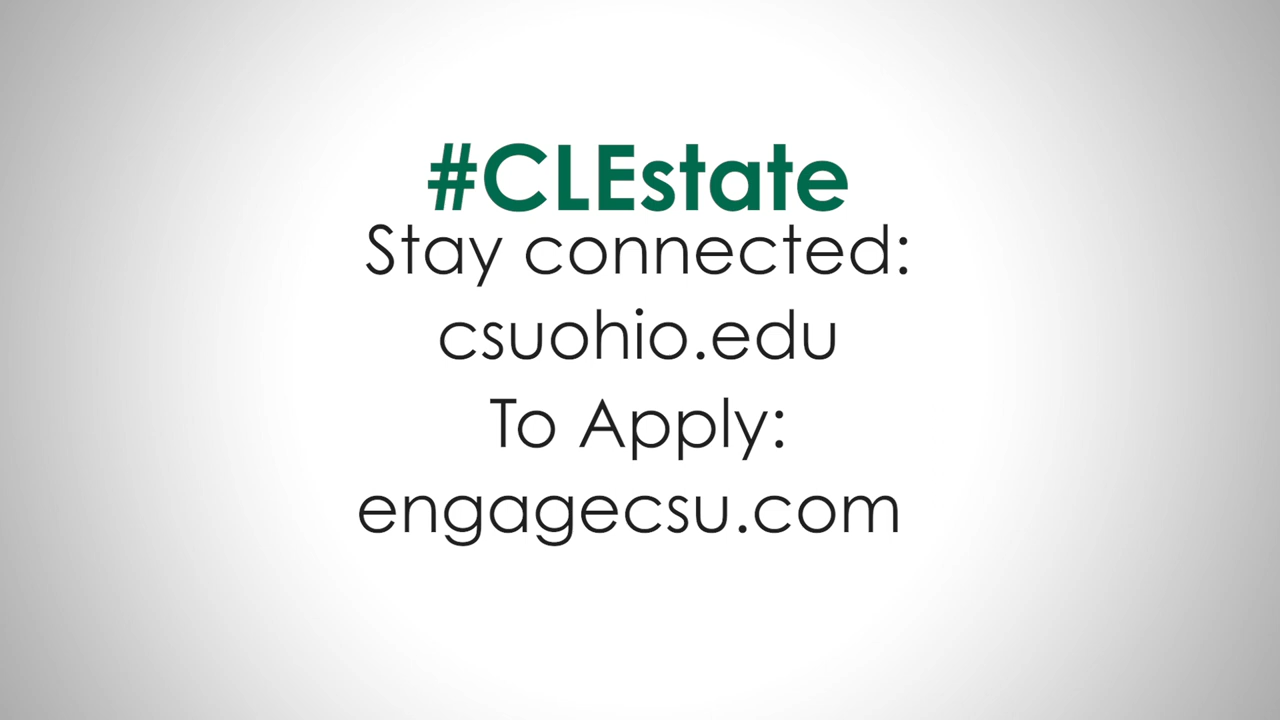 #CLEstate
Stay connected:
csuohio.edu
To Apply:
engagecsu.com